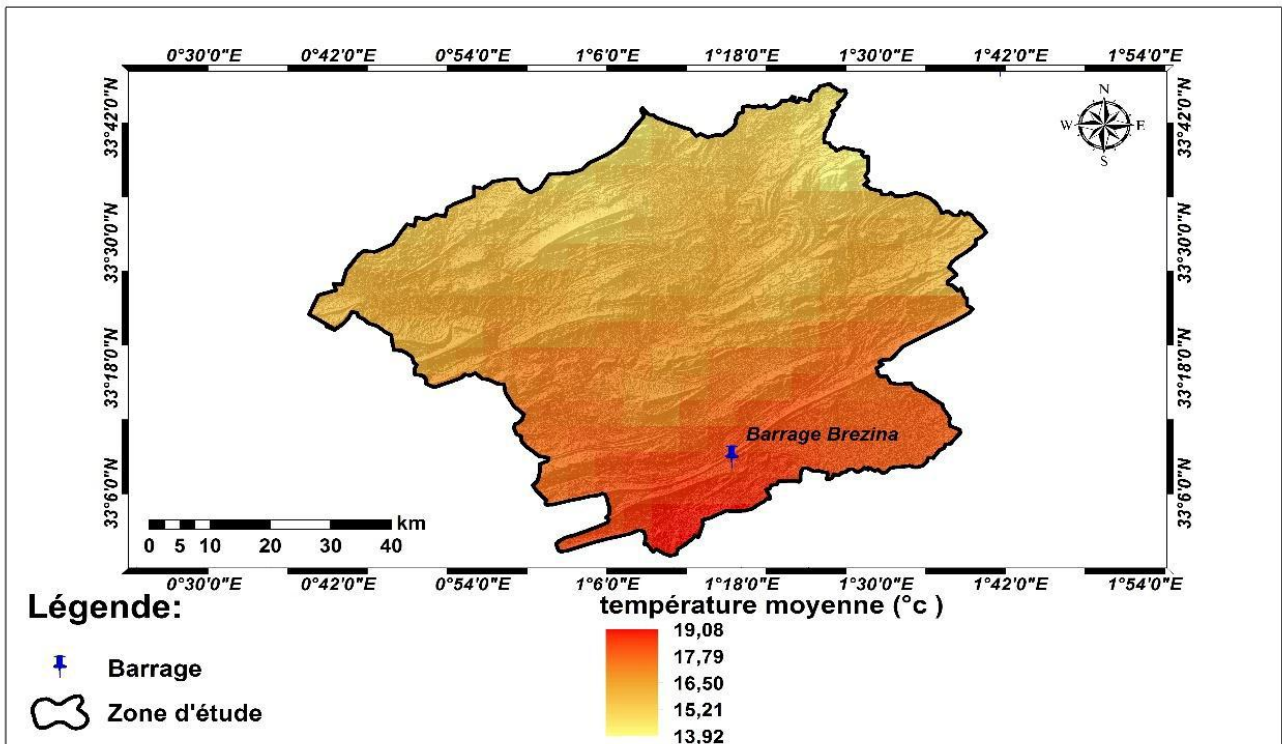 0°30'0"E 0°42'0"E 0°54'0"E 1°6'0"E 1°18'0"E 1°30'0"E 1°42'0"E 1°54'0"E
33°42'0"N 33°42'0"N
N
W E
S
33°30'0"N 33°30'0"N
33°18'0"N 33°18'0"N
Barrage Brezina
33°6'0"N 33°6'0"N
km
0 5 10 20 30 40
0°30'0"E 0°42'0"E 0°54'0"E 1°6'0"E 1°18'0"E 1°30'0"E 1°42'0"E 1°54'0"E
Légende:
Barrage
Zone d'étude
température moyenne (°c )
19,08
17,79
16,50
15,21
13,92